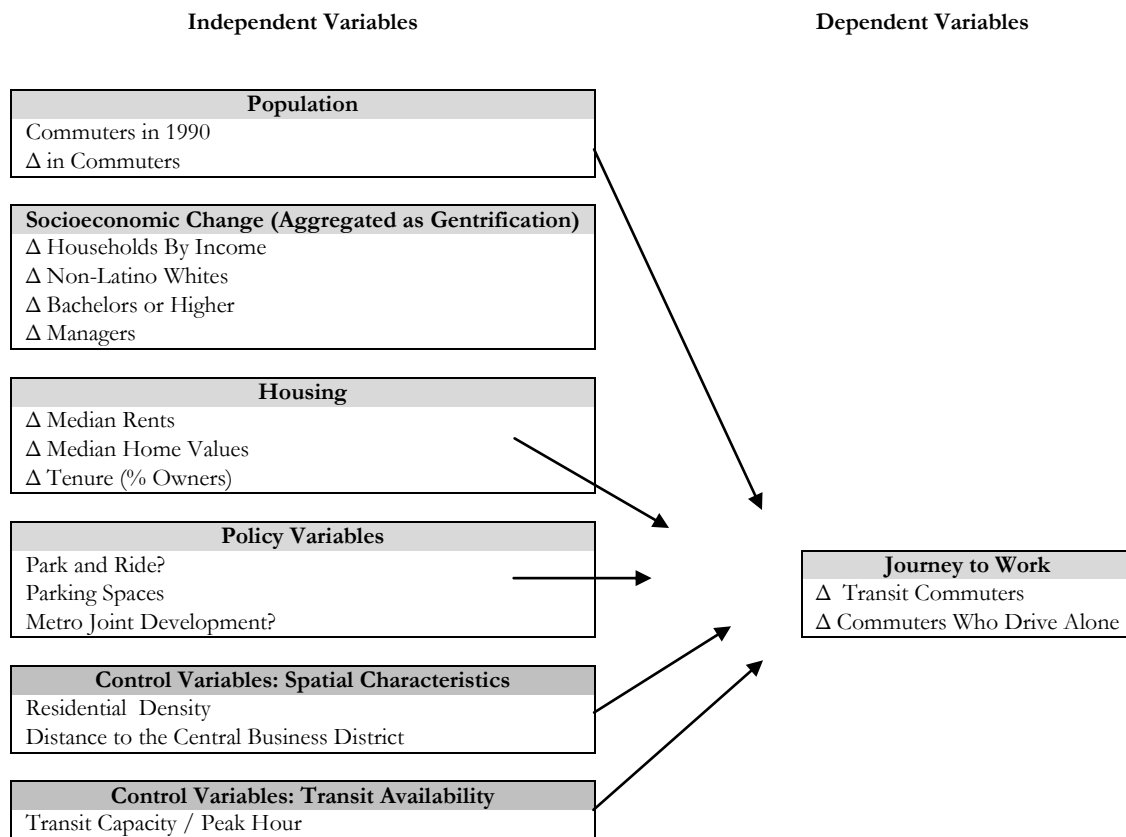 Independent Variables
Dependent Variables
Population
Commuters in 1990
Δ in Commuters
Socioeconomic Change (Aggregated as Gentrification)
Δ Households By Income
Δ Non-Latino Whites
Δ Bachelors or Higher
Δ Managers
Housing
Δ Median Rents
Δ Median Home Values
Δ Tenure (% Owners)
Policy Variables
Park and Ride?
Parking Spaces
Metro Joint Development?
Journey to Work
Δ Transit Commuters
Δ Commuters Who Drive Alone
Control Variables: Spatial Characteristics
Residential Density
Distance to the Central Business District
Control Variables: Transit Availability
Transit Capacity / Peak Hour